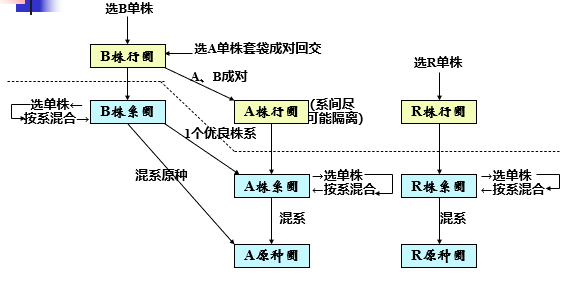 选B单株
B株行圃
选A单株套袋成对回交
A、B成对
选R单株
选单株←
按系混合→
B株系圃
A株行圃
(系间尽
可能隔离)
R株行圃
1个优良株系
混系原种
A株系圃
→选单株
←按系混合
R株系圃
→选单株
←按系混合
混系
混系
A原种圃
R原种圃